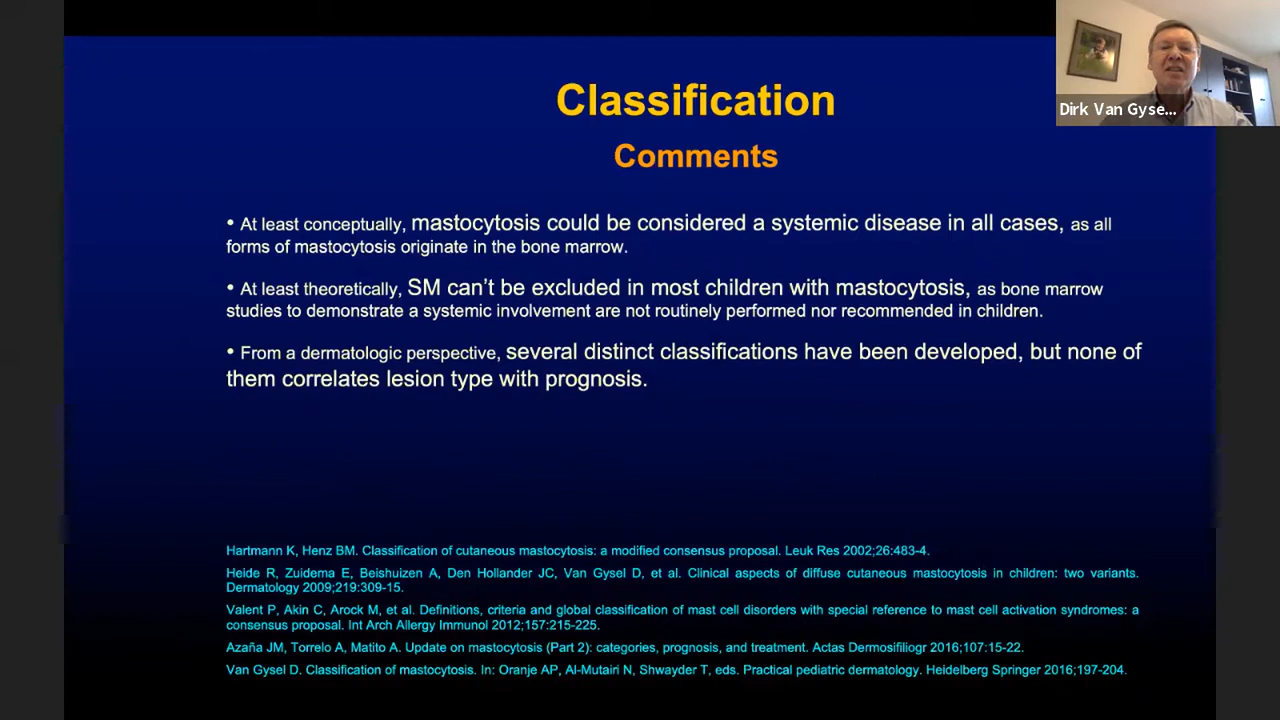 Classification
Comments
Dirk Van Gyse...
• At least conceptually, mastocytosis could be considered a systemic disease in all cases, as all
forms of mastocytosis originate in the bone marrow.
• At least theoretically, SM can’t be excluded in most children with mastocytosis, as bone marrow
studies to demonstrate a systemic involvement are not routinely performed nor recommended in children.
• From a dermatologic perspective, several distinct classifications have been developed, but none of
them correlates lesion type with prognosis.
Hartmann K, Henz BM. Classification of cutaneous mastocytosis: a modified consensus proposal. Leuk Res 2002;26:483-4.
Heide R, Zuidema E, Beishuizen A, Den Hollander JC, Van Gysel D, et al. Clinical aspects of diffuse cutaneous mastocytosis in children: two variants.
Dermatology 2009;219:309-15.
Valent P, Akin C, Arock M, et al. Definitions, criteria and global classification of mast cell disorders with special reference to mast cell activation syndromes: a
consensus proposal. Int Arch Allergy Immunol 2012;157:215-225.
Azaña JM, Torrelo A, Matito A. Update on mastocytosis (Part 2): categories, prognosis, and treatment. Actas Dermosifiliogr 2016;107:15-22.
Van Gysel D. Classification of mastocytosis. In: Oranje AP, Al-Mutairi N, Shwayder T, eds. Practical pediatric dermatology. Heidelberg Springer 2016;197-204.